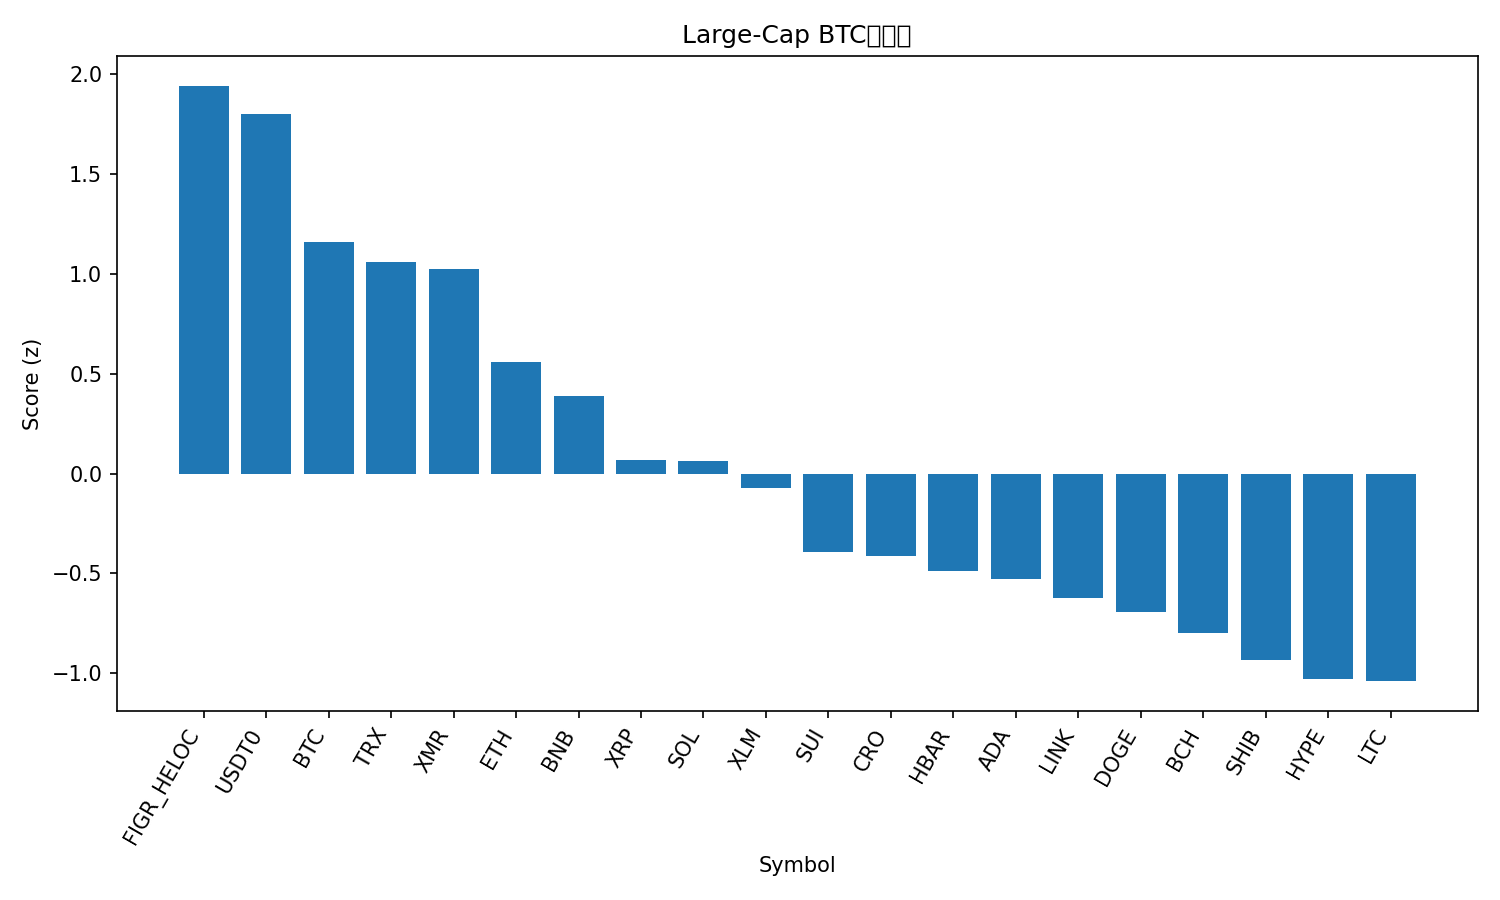 Large-Cap BTC
2.0
1.5
1.0
0.5
0.0
−0.5
−1.0
Score (z)
FIGR_HELOC
USDT0
BTC
TRX
XMR
ETH
BNB
XRP
SOL
XLM
SUI
CRO
HBAR
ADA
LINK
DOGE
BCH
SHIB
HYPE
LTC
Symbol